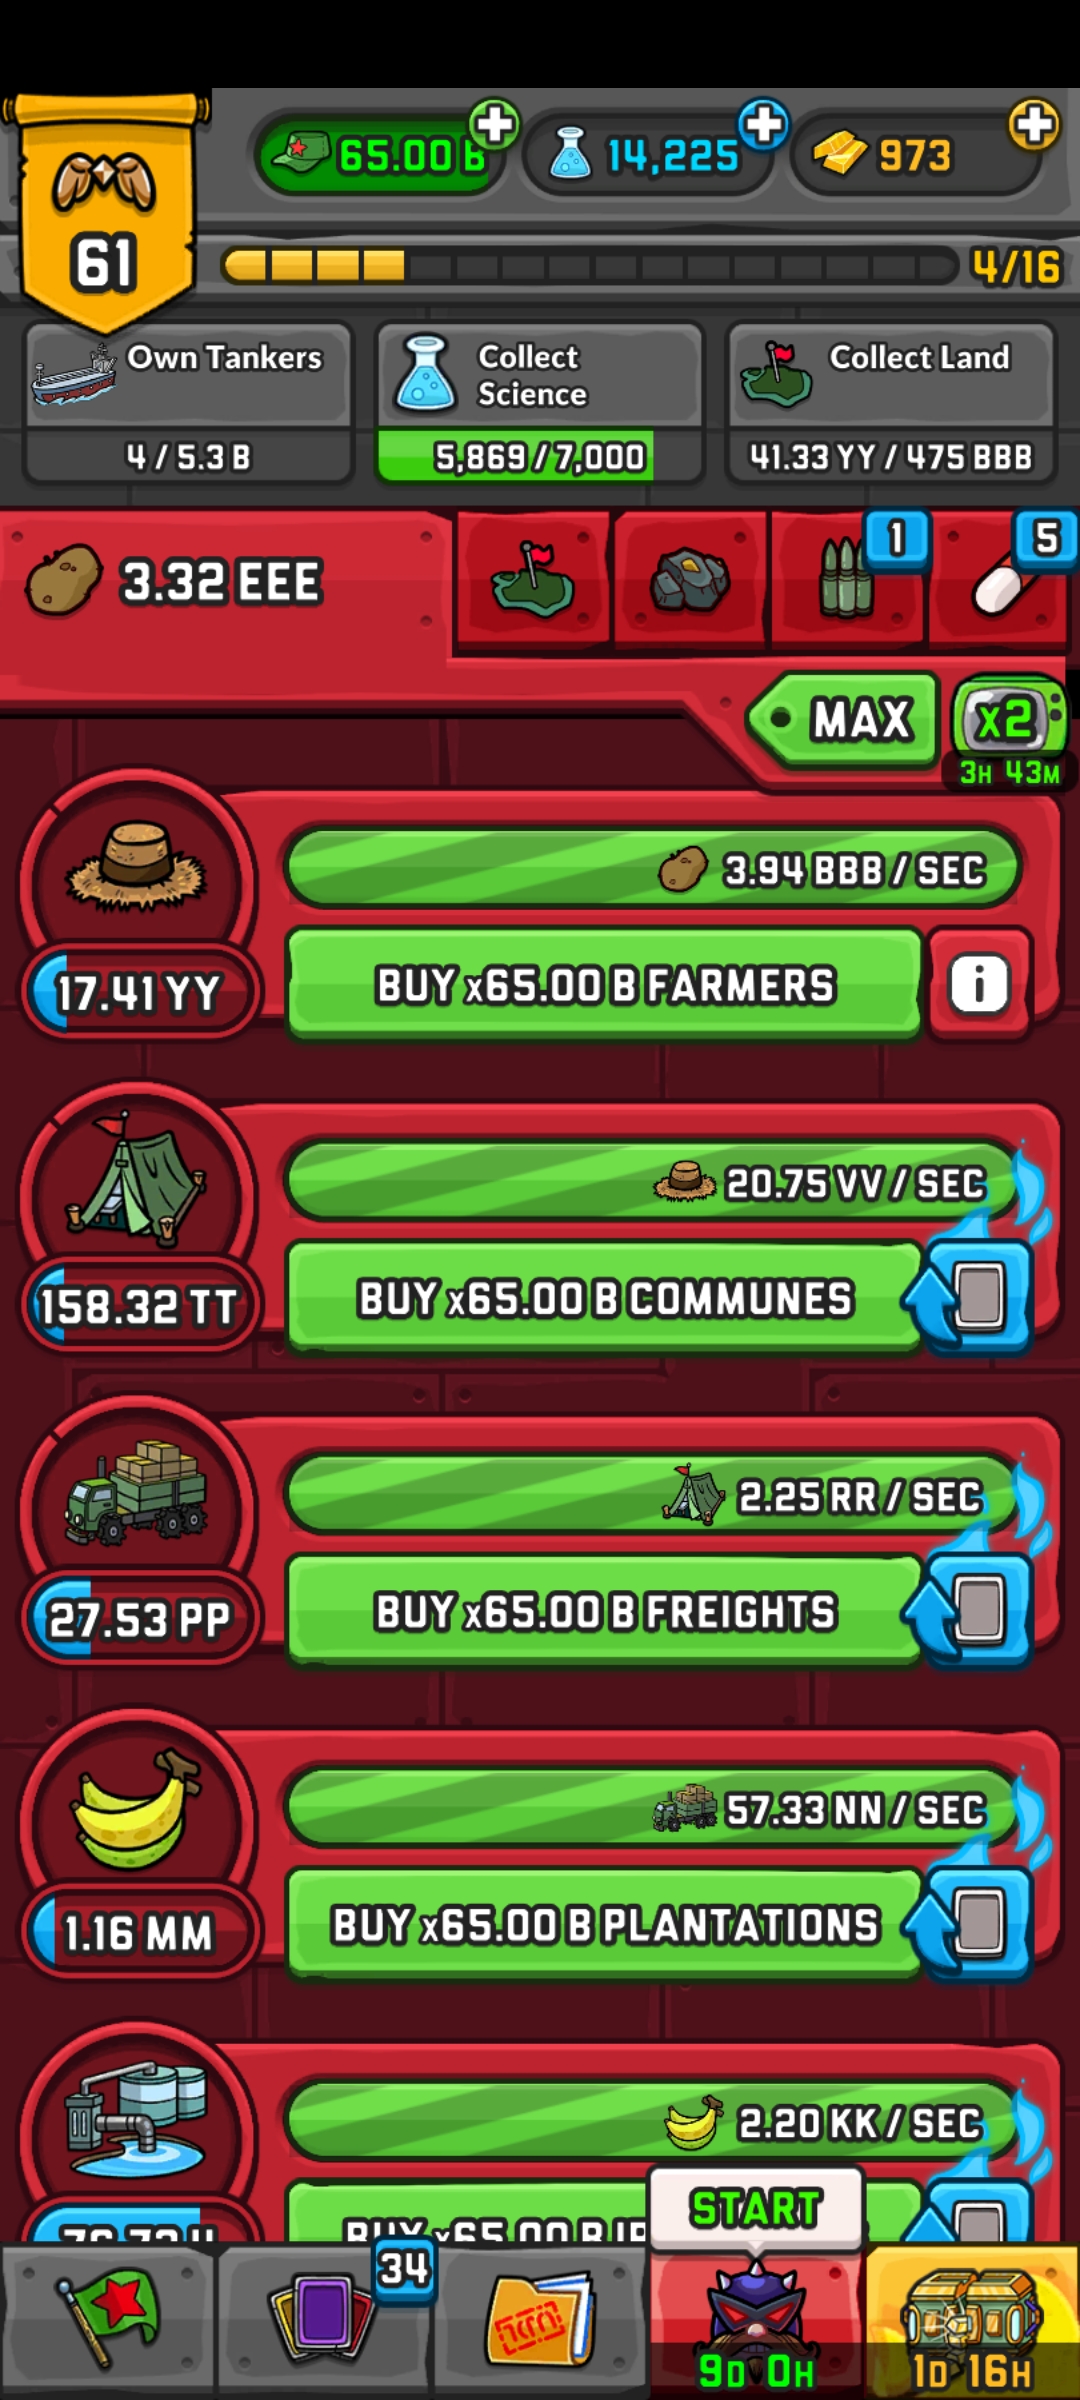 65.00 B
14,225
973
61
4/16
Own Tankers
4 / 5.3 B
Collect
Science
5,869 / 7,000
Collect Land
41.33 YY / 475 BBB
3.32 EEE
1
5
MAX
x2
3H 43M
3.94 BBB / SEC
17.41 YY
BUY x65.00 B FARMERS
i
20.75 VV / SEC
158.32 TT
BUY x65.00 B COMMUNES
2.25 RR / SEC
27.53 PP
BUY x65.00 B FREIGHTS
57.33 NN / SEC
1.16 MM
BUY x65.00 B PLANTATIONS
2.20 KK / SEC
BUY x65.00 B
START
34
9D 0H
1D 16H